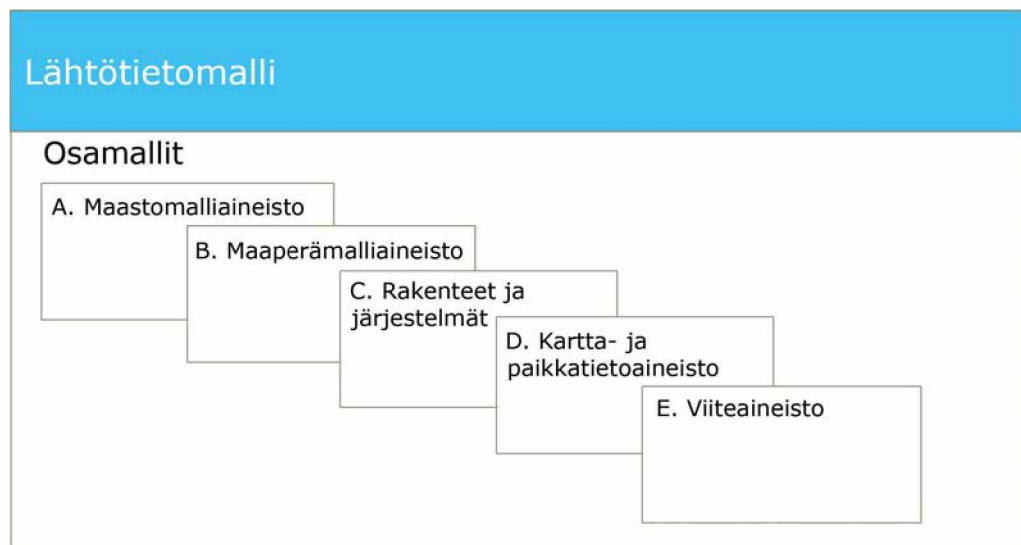 Lähtötietomalli
Osamallit
A. Maastomalliaineisto
B. Maaperämalliaineisto
C. Rakenteet ja
järjestelmät
D. Kartta- ja
paikkatietoaineisto
E. Viiteaineisto